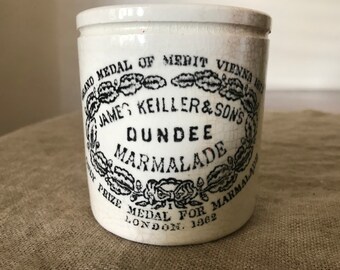 GRAND MEDAL OF MERIT VIENNA
JAMES KEILLER & SONS
DUNDEE
MARMALADE
PRIZE MEDAL FOR MARMALADE
LONDON. 1862